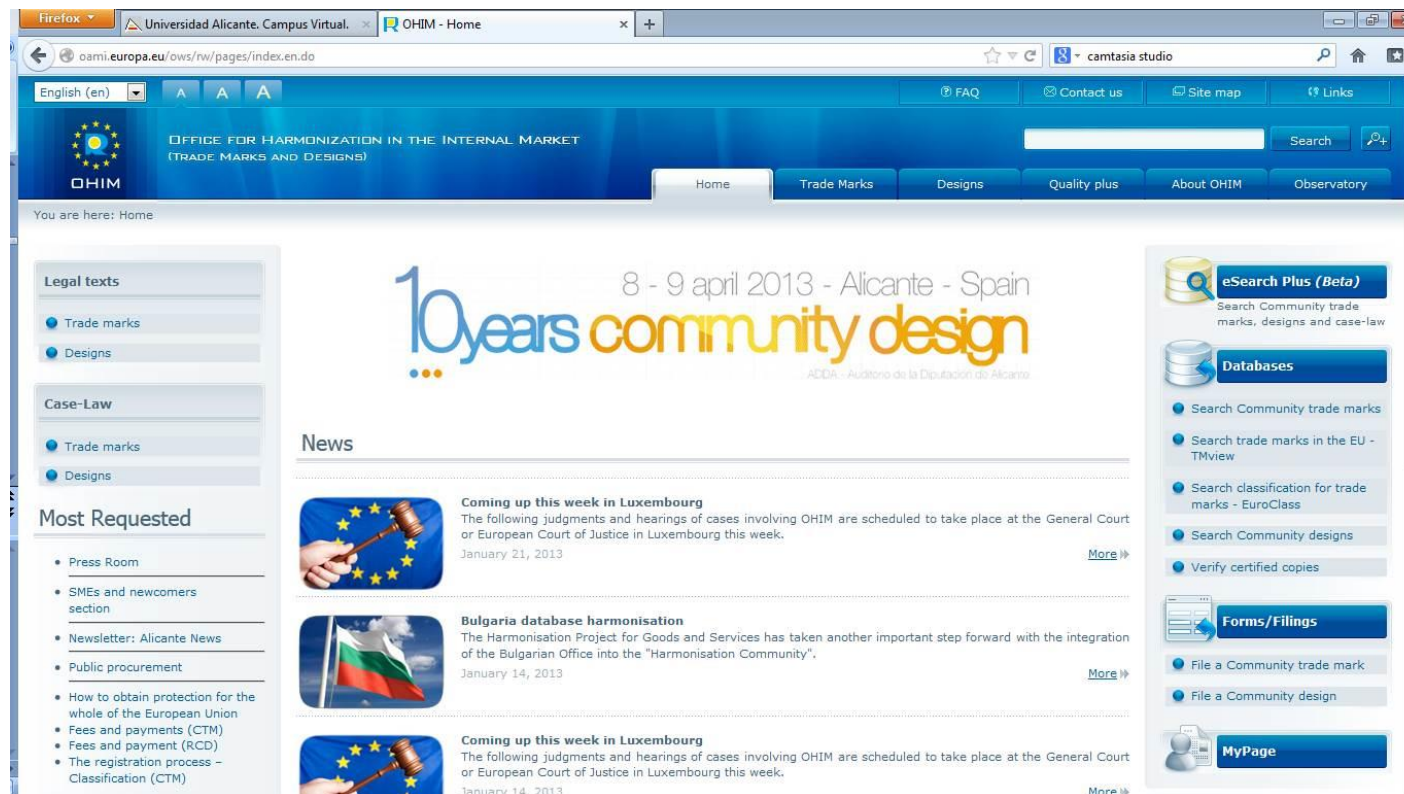 Firefox
Universidad Alicante. Campus Virtual.
OHIM - Home
oami.europa.eu/ows/rw/pages/index.en.do
camtasia studio
English (en)
A A A
FAQ
Contact us
Site map
Links
OHIM
OFFICE FOR HARMONIZATION IN THE INTERNAL MARKET
(TRADE MARKS AND DESIGNS)
Search
Home
Trade Marks
Designs
Quality plus
About OHIM
Observatory
You are here: Home
Legal texts
Trade marks
Designs
Case-Law
Trade marks
Designs
Most Requested
Press Room
SMEs and newcomers
section
Newsletter: Alicante News
Public procurement
How to obtain protection for the
whole of the European Union
Fees and payments (CTM)
Fees and payment (RCD)
The registration process –
Classification (CTM)
8 - 9 april 2013 - Alicante - Spain
10years community design
ADDA - Auditorio de la Diputación de Alicante
News
Coming up this week in Luxembourg
The following judgments and hearings of cases involving OHIM are scheduled to take place at the General Court
or European Court of Justice in Luxembourg this week.
January 21, 2013
More
Bulgaria database harmonisation
The Harmonisation Project for Goods and Services has taken another important step forward with the integration
of the Bulgarian Office into the "Harmonisation Community".
January 14, 2013
More
Coming up this week in Luxembourg
The following judgments and hearings of cases involving OHIM are scheduled to take place at the General Court
or European Court of Justice in Luxembourg this week.
January 14, 2013
More
eSearch Plus (Beta)
Search Community trade
marks, designs and case-law
Databases
Search Community trade marks
Search trade marks in the EU -
TMview
Search classification for trade
marks - EuroClass
Search Community designs
Verify certified copies
Forms/Filings
File a Community trade mark
File a Community design
MyPage